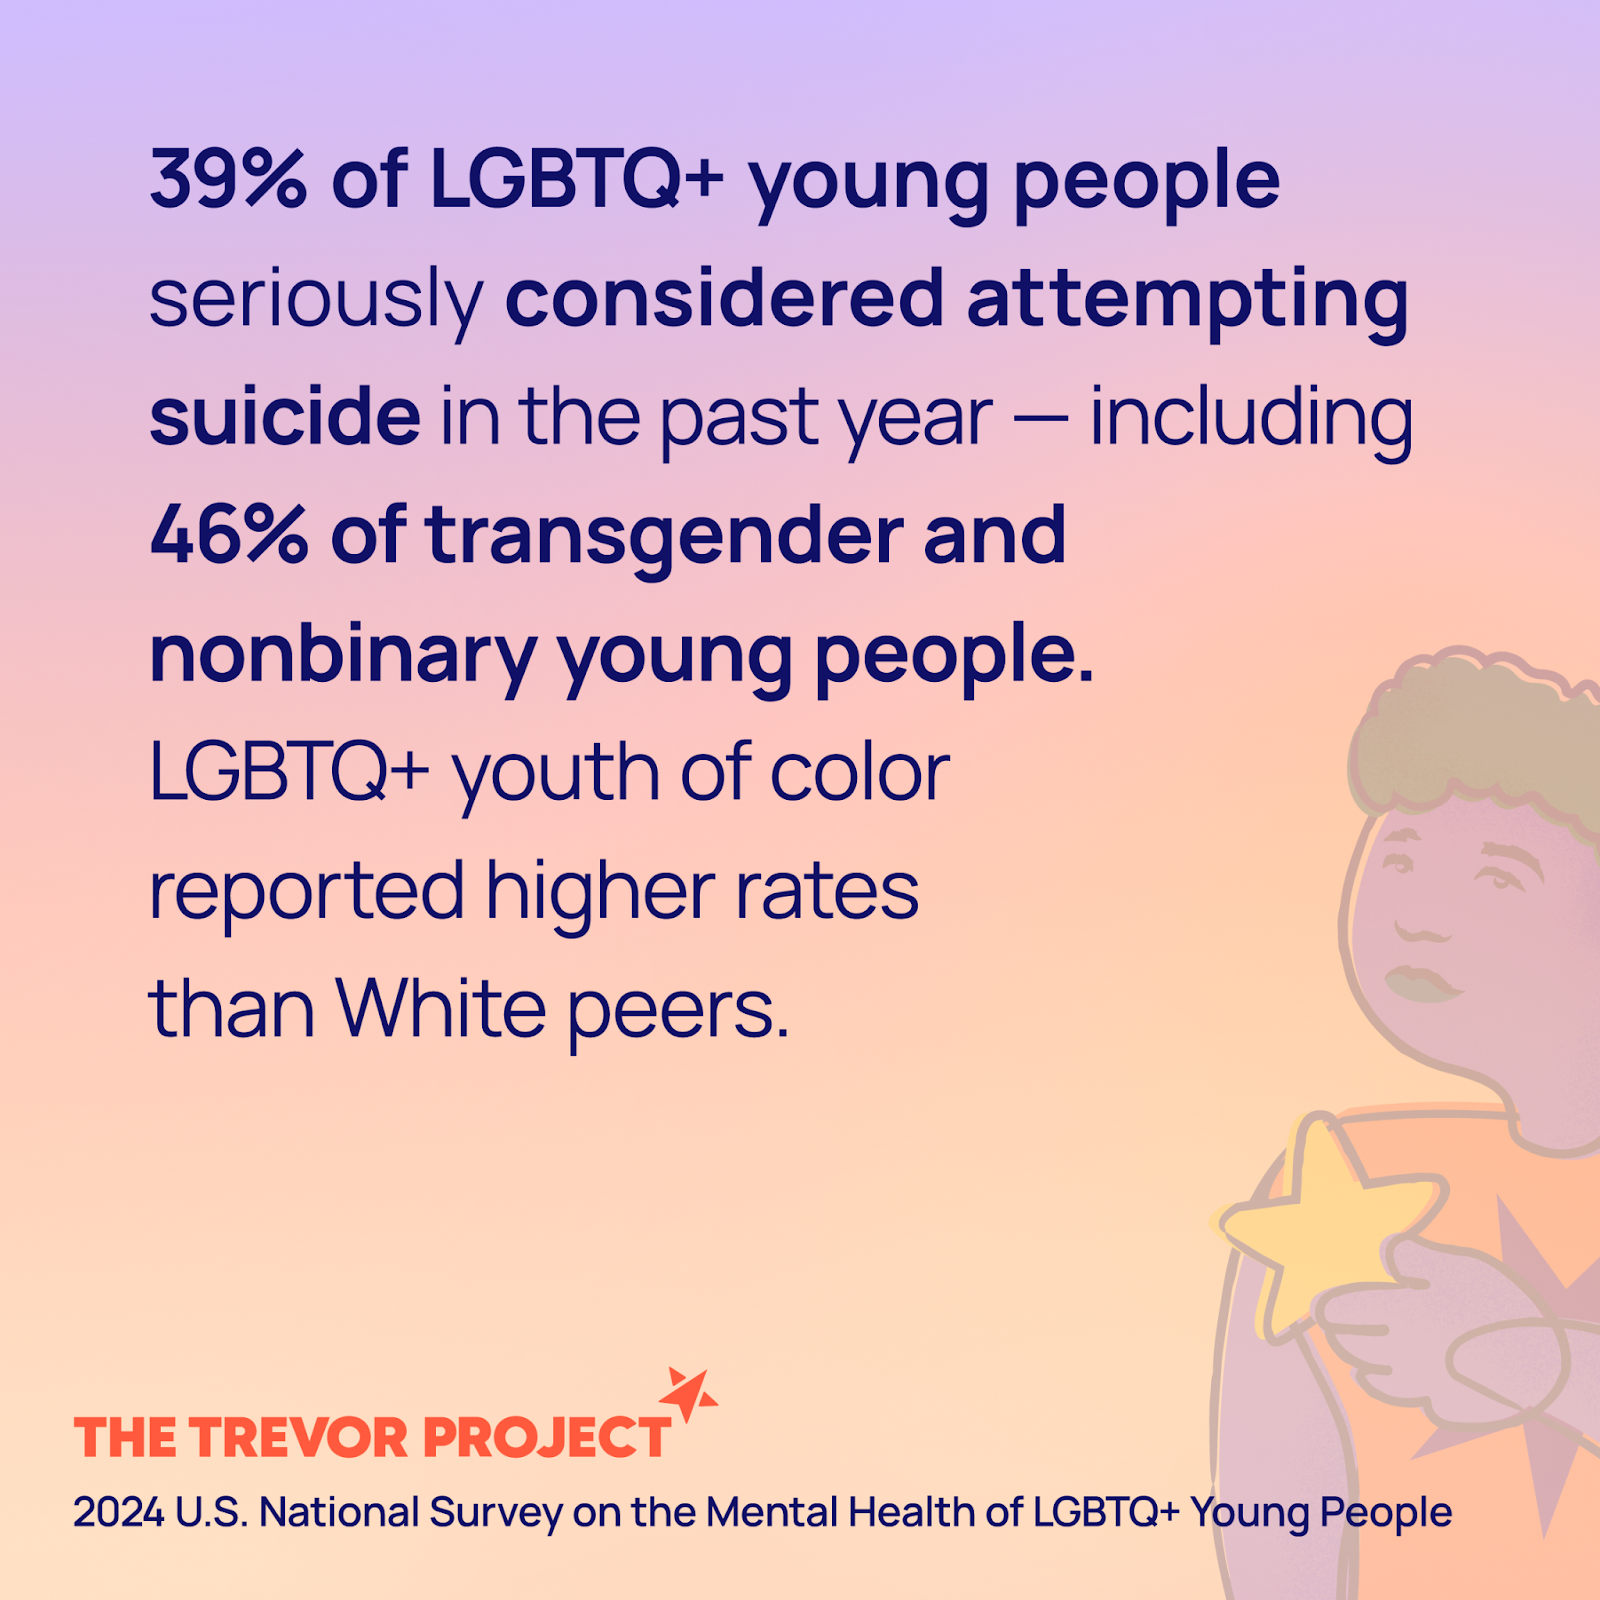 39% of LGBTQ+ young people
seriously considered attempting
suicide in the past year — including
46% of transgender and
nonbinary young people.
LGBTQ+ youth of color
reported higher rates
than White peers.
THE TREVOR PROJECT
2024 U.S. National Survey on the Mental Health of LGBTQ+ Young People